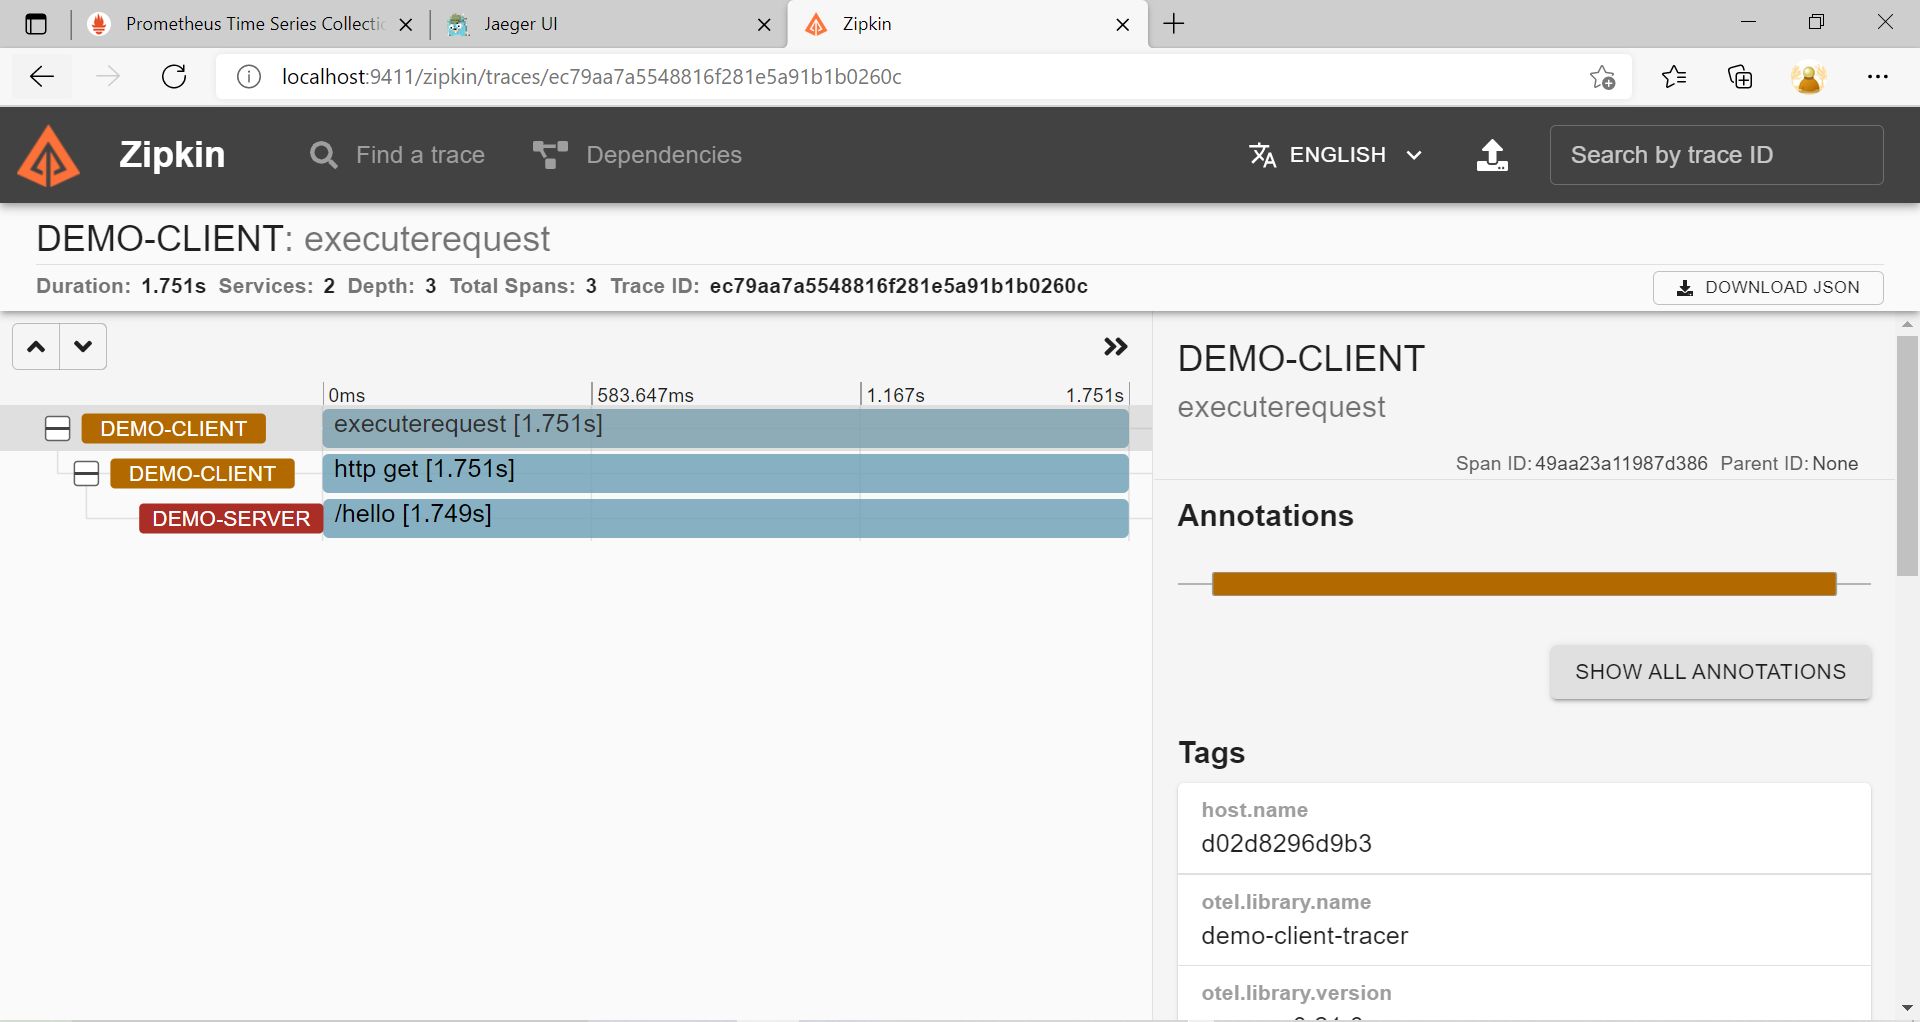 Prometheus Time Series Collectio
Jaeger UI
Zipkin
localhost:9411/zipkin/traces/ec79aa7a5548816f281e5a91b1b0260c
Zipkin
Find a trace
Dependencies
ENGLISH
Search by trace ID
DEMO-CLIENT: executerequest
Duration: 1.751s Services: 2 Depth: 3 Total Spans: 3 Trace ID: ec79aa7a5548816f281e5a91b1b0260c
DOWNLOAD JSON
0ms 583.647ms 1.167s 1.751s
DEMO-CLIENT executerequest [1.751s]
DEMO-CLIENT http get [1.751s]
DEMO-SERVER /hello [1.749s]
DEMO-CLIENT
executerequest
Span ID: 49aa23a11987d386 Parent ID: None
Annotations
SHOW ALL ANNOTATIONS
Tags
host.name
d02d8296d9b3
otel.library.name
demo-client-tracer
otel.library.version